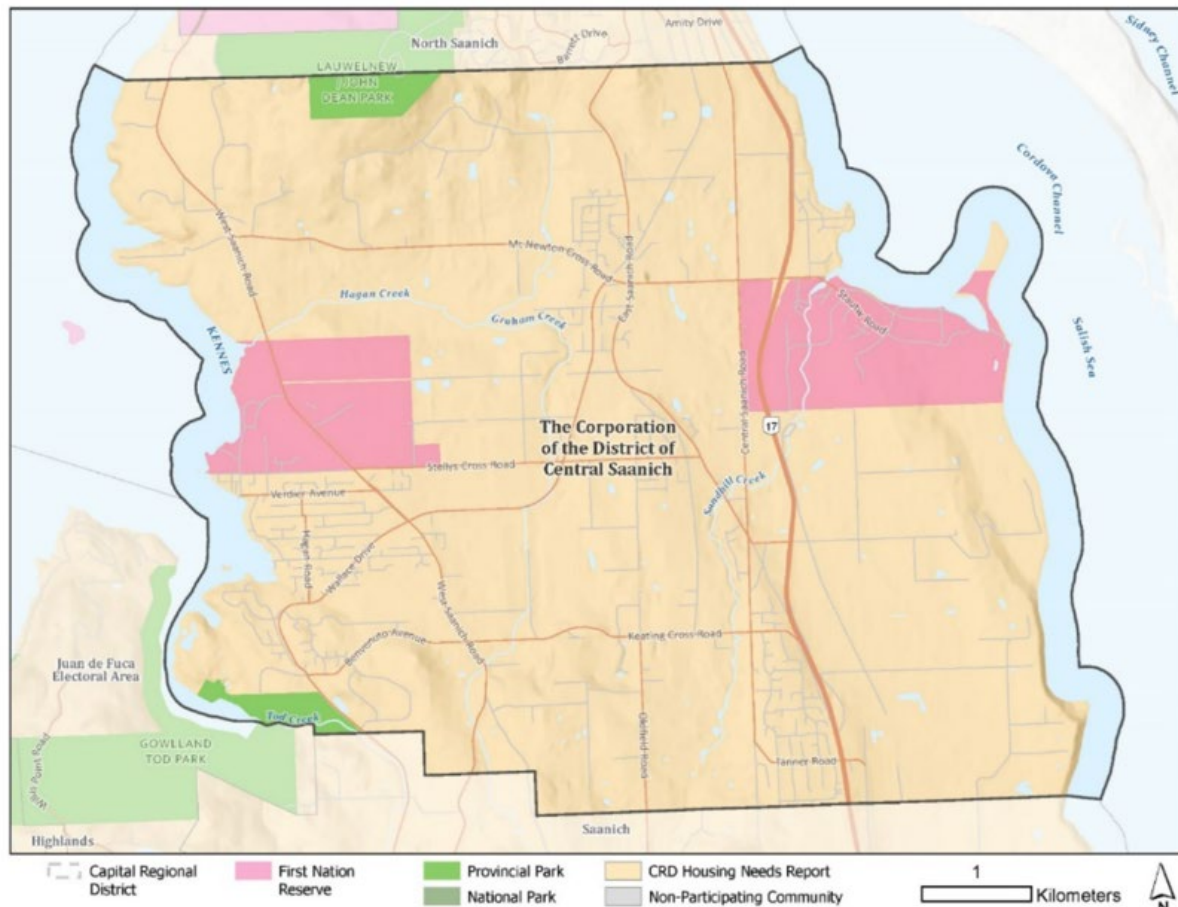 Amity Drive
North Saanich
Barrett Drive
Sidney Channel
LAUWELNEW
JOHN
DEAN PARK
Cordova Channel
West Saanich Road
Mt Newton Cross Road
East Saanich Road
Hagan Creek
Graham Creek
Stautw Road
KENNES
Salish Sea
Central Saanich Road
17
The Corporation
of the District of
Central Saanich
Stellys Cross Road
Verdier Avenue
Sandhill Creek
Hagan Road
Wallace Drive
West Saanich Road
Benvenuto Avenue
Keating Cross Road
Juan de Fuca
Electoral Area
Tod Creek
GOWLLAND
TOD PARK
Oldfield Road
Tanner Road
Willis Point Road
Saanich
Highlands
Capital Regional
District
First Nation
Reserve
Provincial Park
National Park
CRD Housing Needs Report
Non-Participating Community
1
Kilometers
N